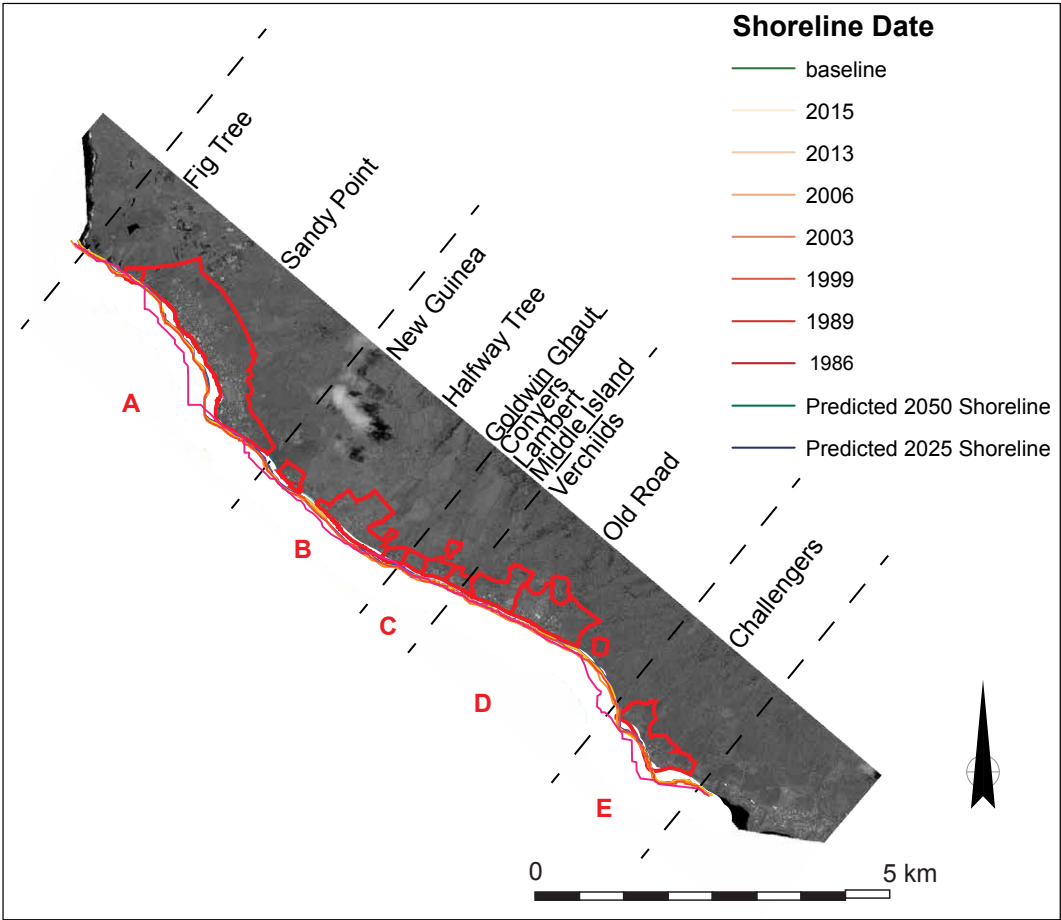 Shoreline Date
baseline
2015
2013
2006
2003
1999
1989
1986
Predicted 2050 Shoreline
Predicted 2025 Shoreline
Fig Tree
Sandy Point
New Guinea
Halfway Tree
Goldwin Ghaut
Conyers
Lambert
Middle Island
Verchilds
Old Road
Challengers
A
B
C
D
E
0 5 km